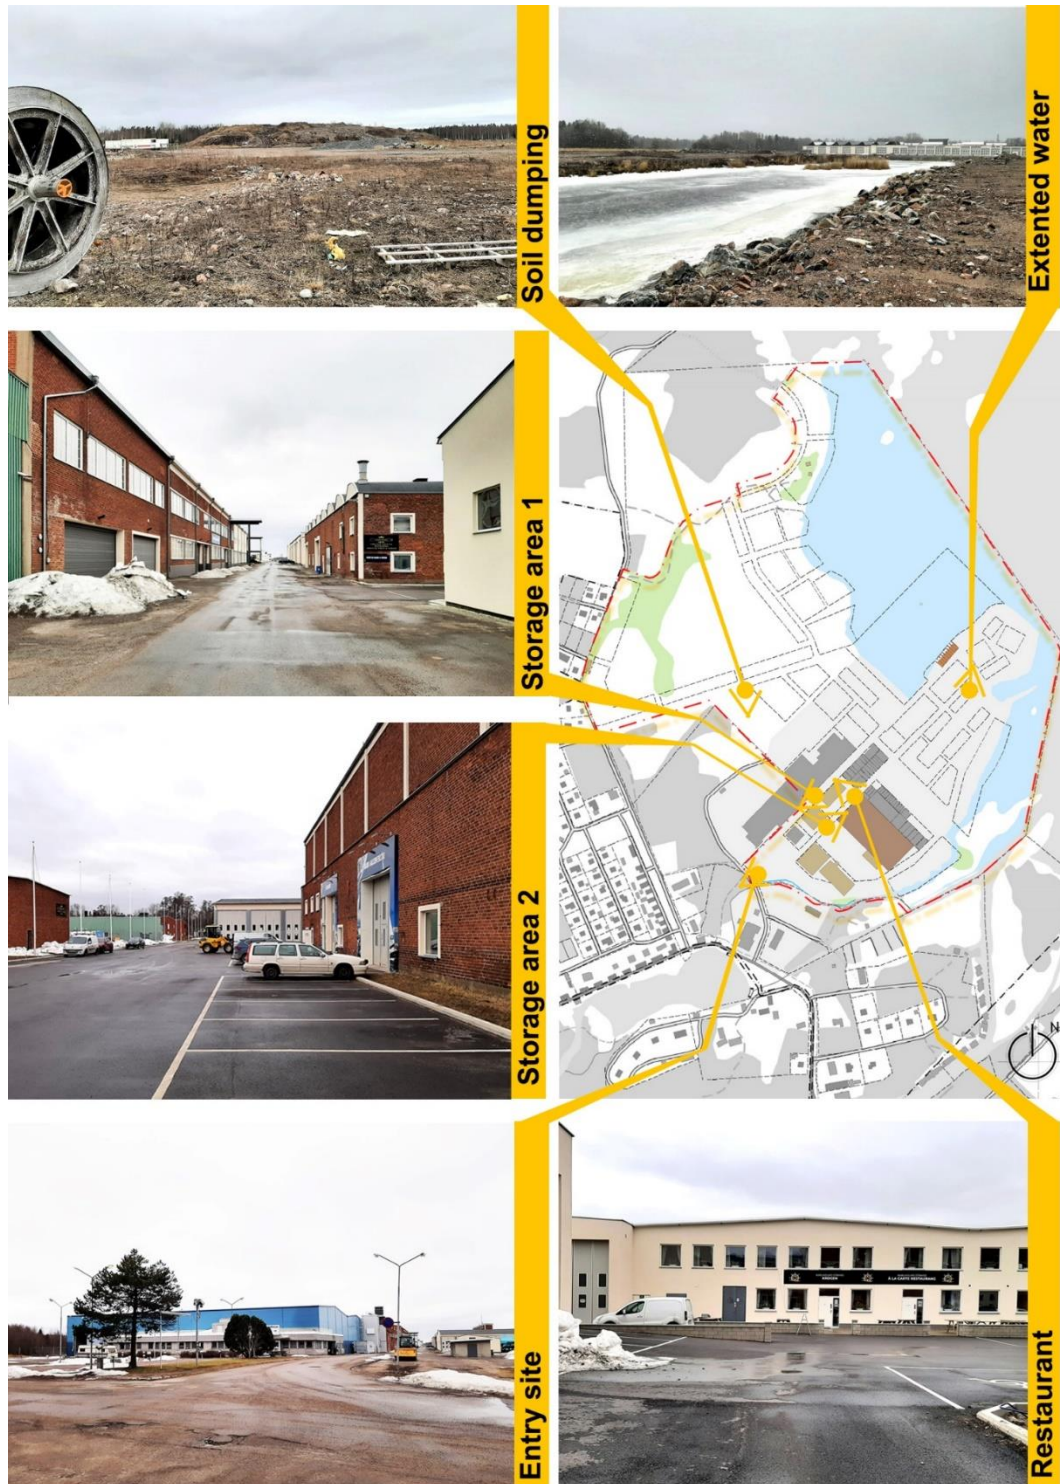 Soil dumping
Extented water
Storage area 1
Storage area 2
N
Entry site
Restaurant
À LA CARTE RESTAURANG